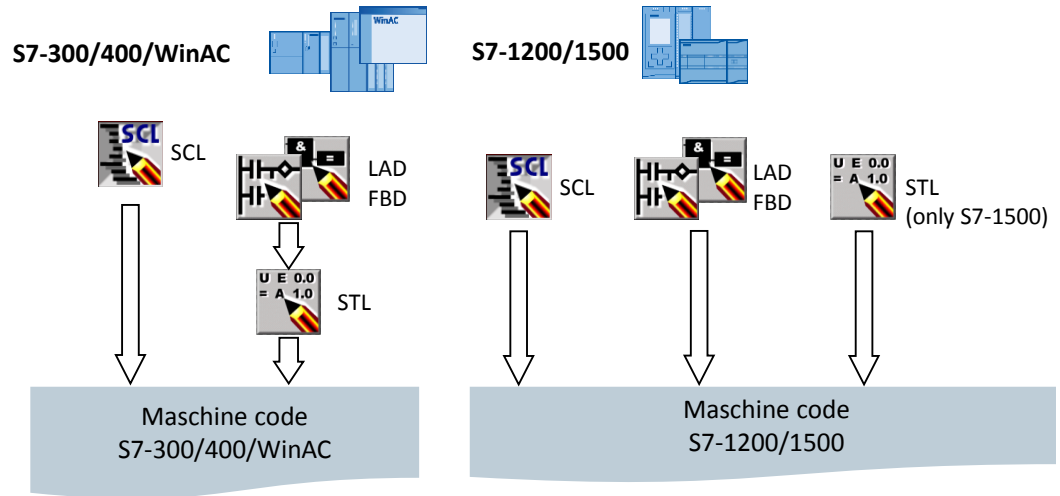 S7-300/400/WinAC
WinAC
S7-1200/1500
SCL
SCL
&
=
LAD
FBD
U E 0.0
= A 1.0
STL
SCL
SCL
&
=
LAD
FBD
U E 0.0
= A 1.0
STL
(only S7-1500)
Maschine code
S7-300/400/WinAC
Maschine code
S7-1200/1500